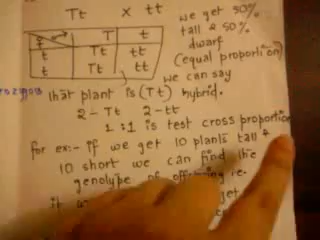 Tt x tt
we get 50%
tall & 50%
dwarf
(equal proportion)
T t
t Tt tt
t Tt tt
we can say
that plant is (Tt) hybrid.
2-Tt 2-tt
1:1 is test cross proportion
for ex:- if we get 10 plants tall &
10 short we can find the
genotype of
get